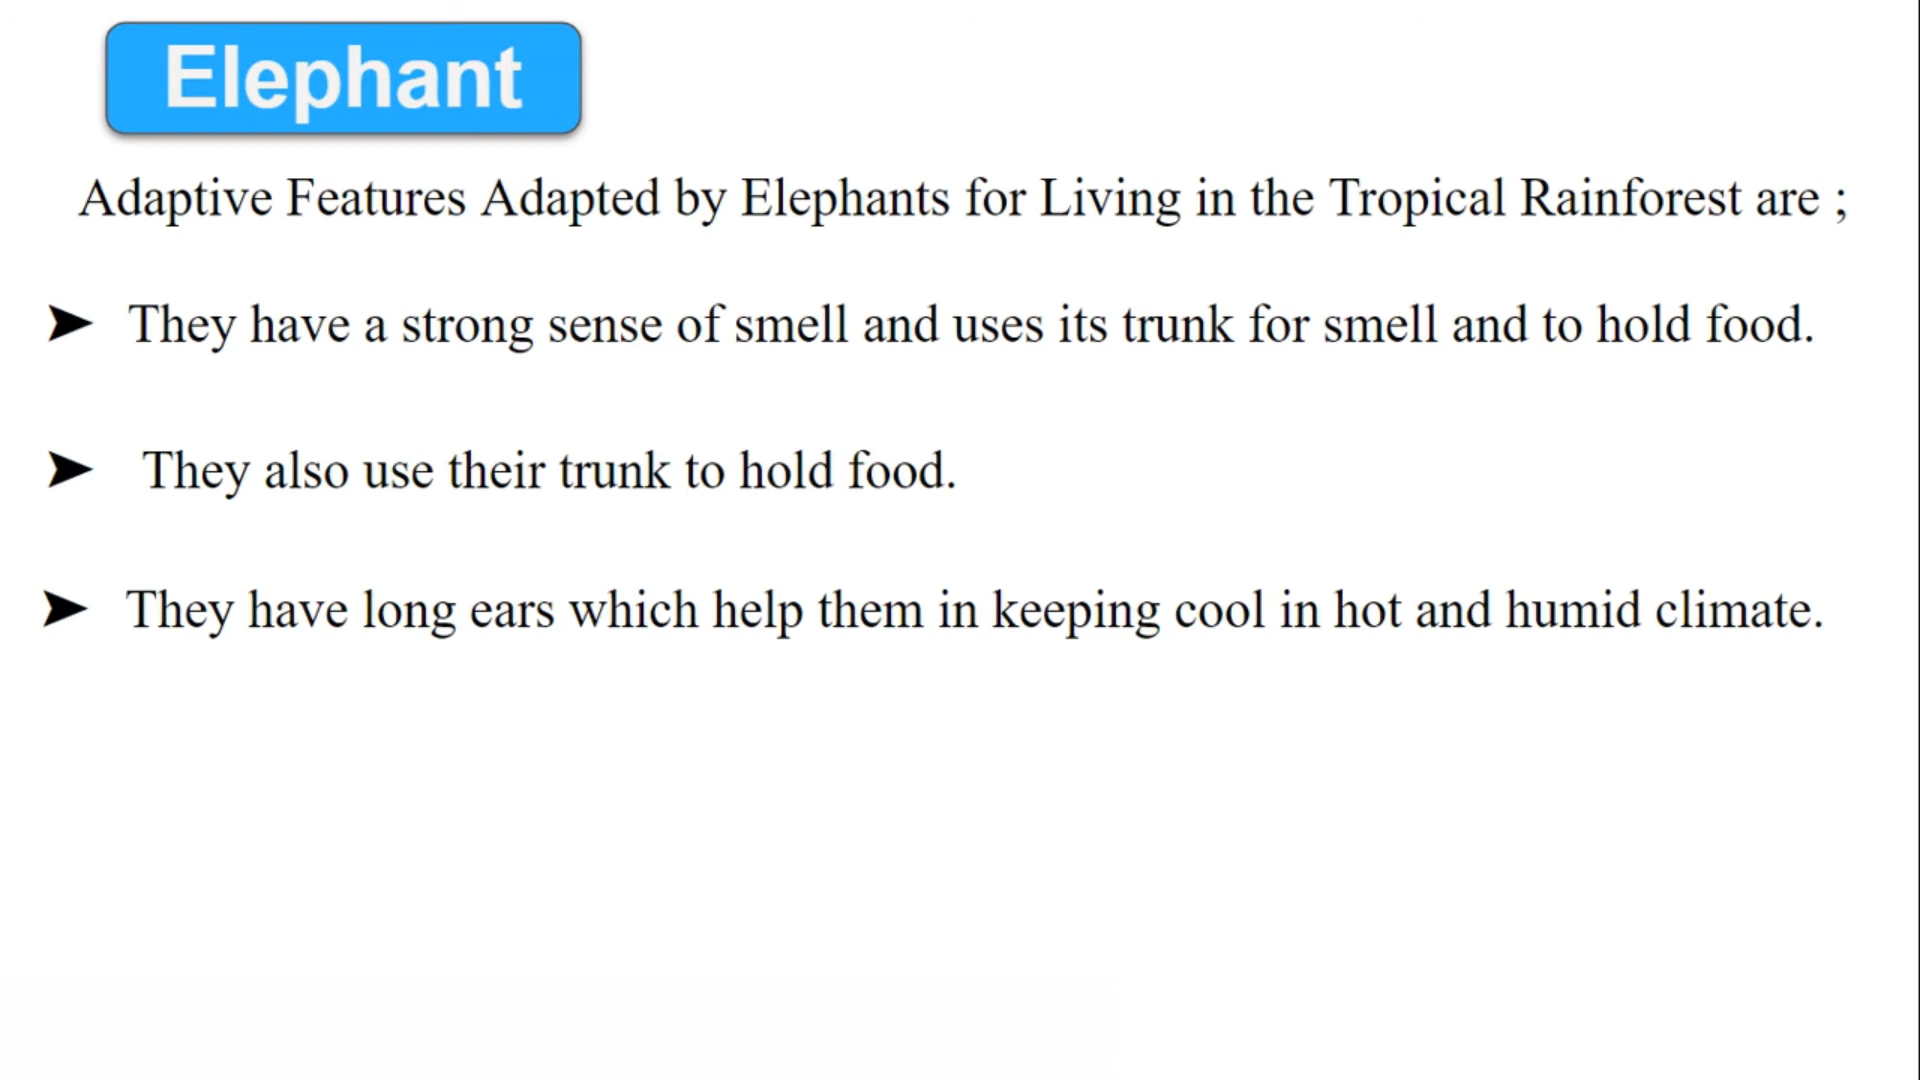 Elephant
Adaptive Features Adapted by Elephants for Living in the Tropical Rainforest are ;
➤ They have a strong sense of smell and uses its trunk for smell and to hold food.
➤ They also use their trunk to hold food.
➤ They have long ears which help them in keeping cool in hot and humid climate.